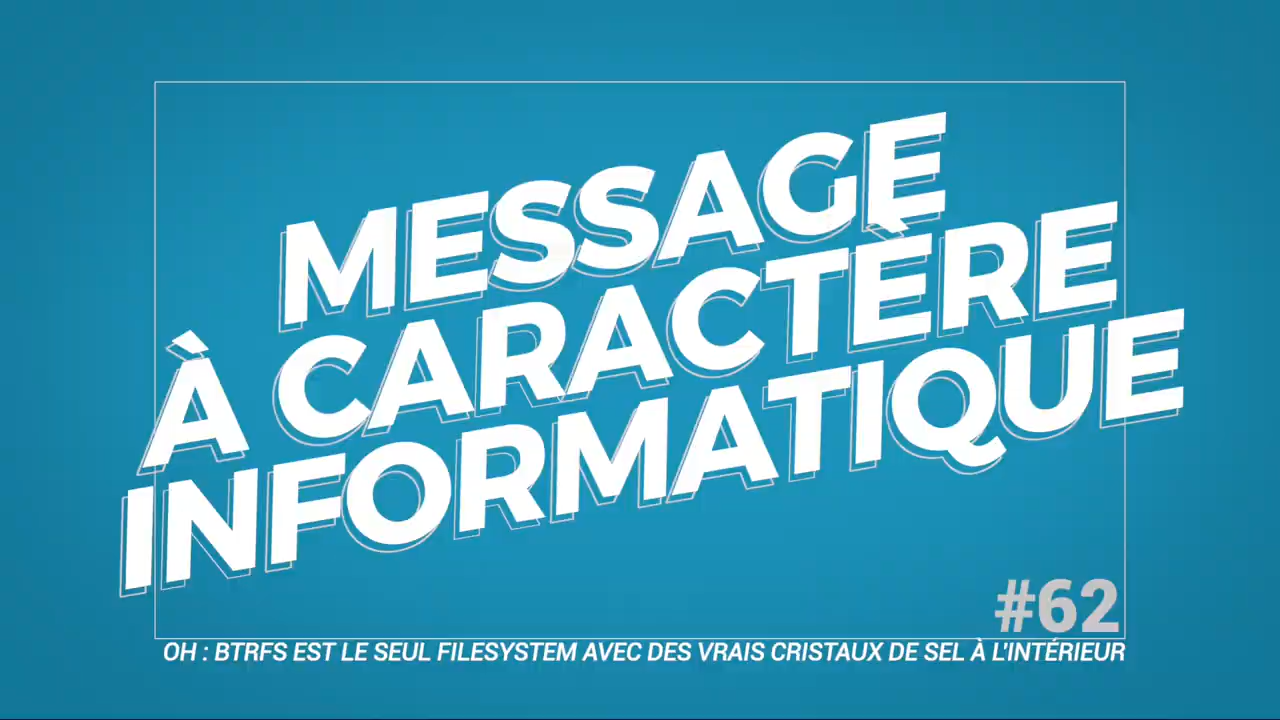 MESSAGE
À CARACTÈRE
INFORMATIQUE
#62
OH : BTRFS EST LE SEUL FILESYSTEM AVEC DES VRAIS CRISTAUX DE SEL À L'INTÉRIEUR